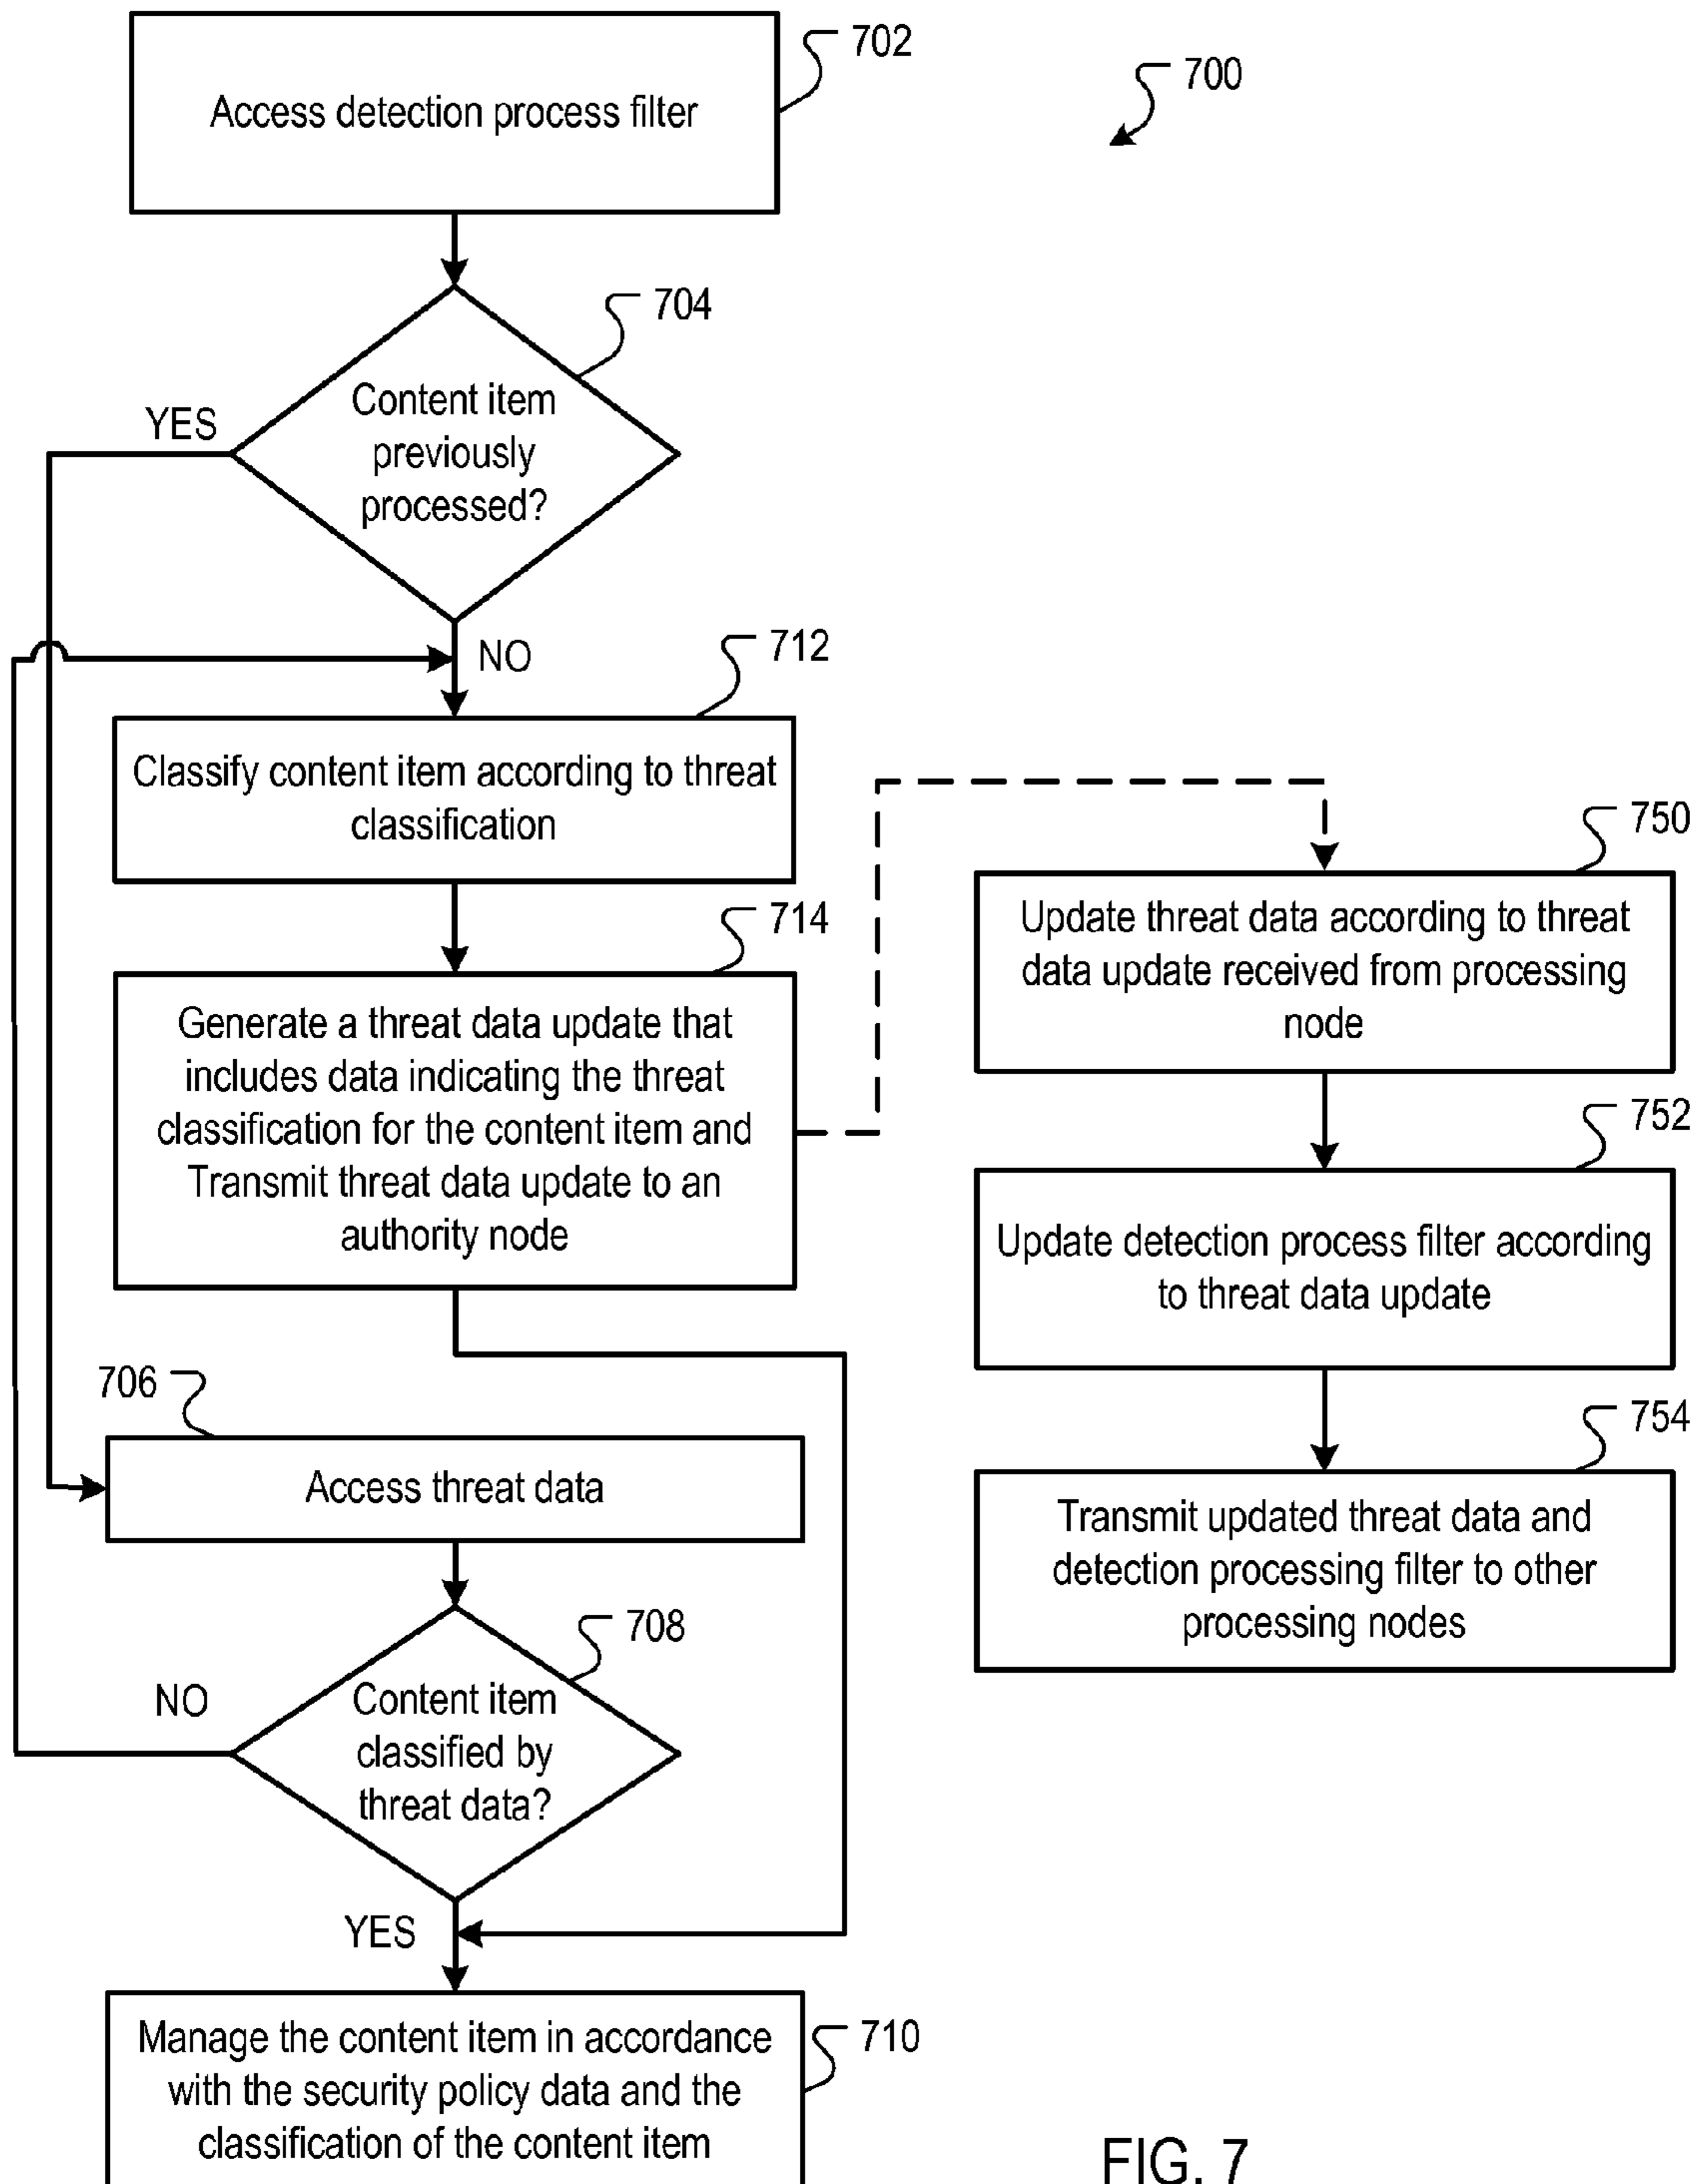 702
700
Access detection process filter
704
Content item
previously
processed?
YES
NO
712
Classify content item according to threat
classification
714
Generate a threat data update that
includes data indicating the threat
classification for the content item and
Transmit threat data update to an
authority node
750
Update threat data according to threat
data update received from processing
node
752
Update detection process filter according
to threat data update
754
Transmit updated threat data and
detection processing filter to other
processing nodes
706
Access threat data
708
Content item
classified by
threat data?
NO
YES
710
Manage the content item in accordance
with the security policy data and the
classification of the content item
FIG. 7